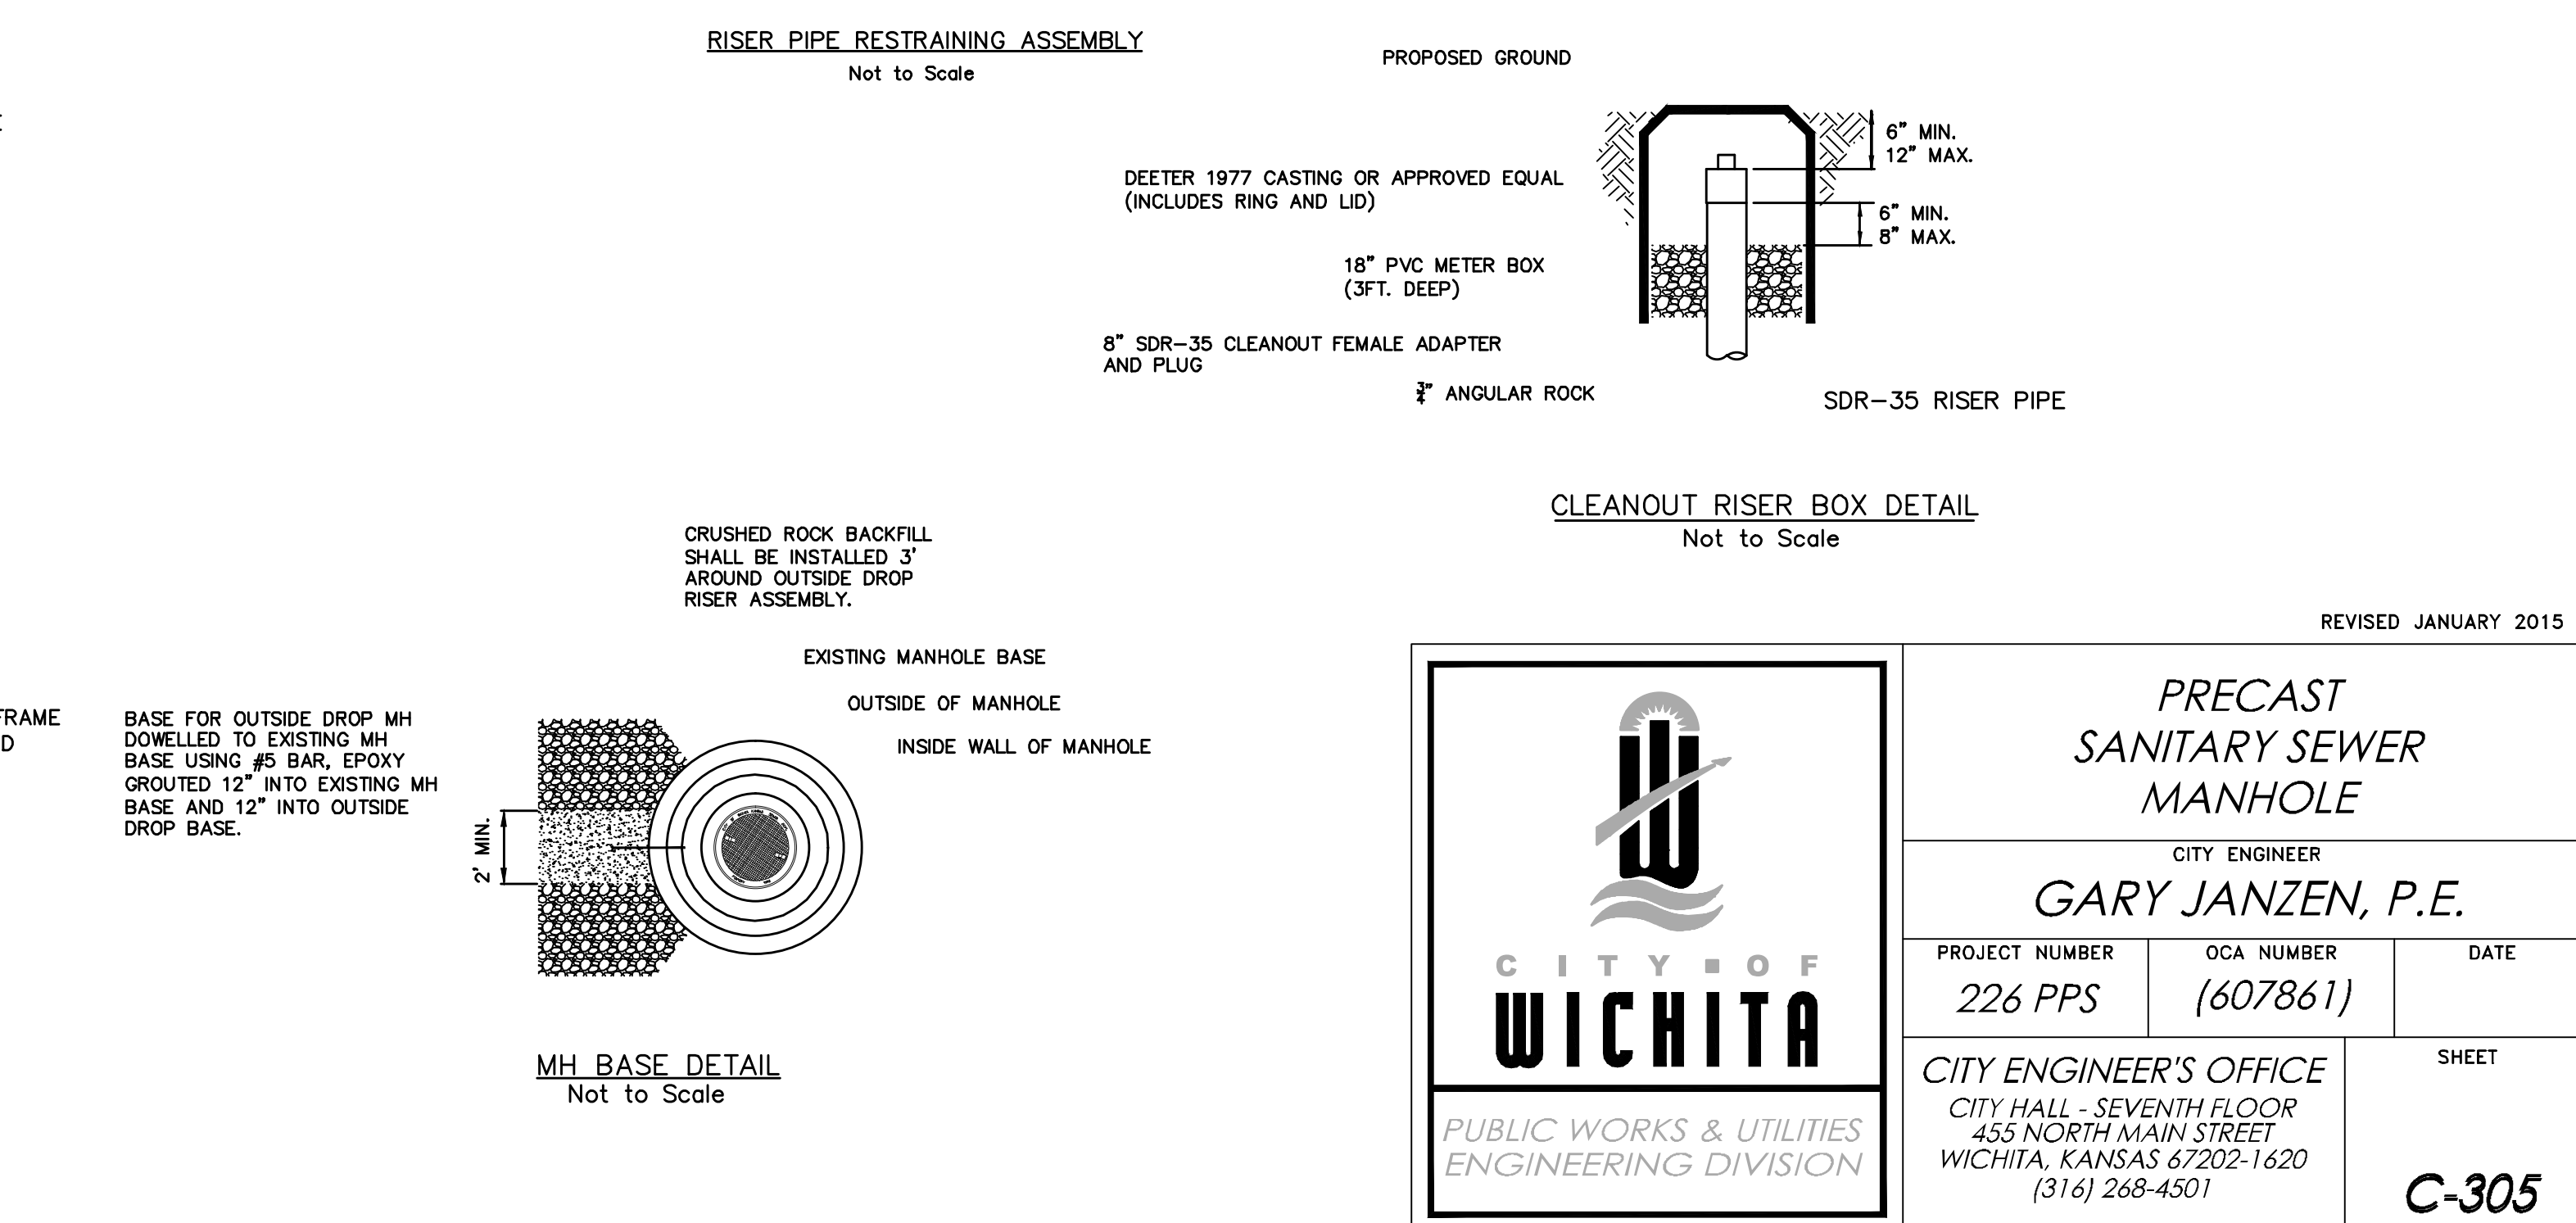 RISER PIPE RESTRAINING ASSEMBLY
Not to Scale
PROPOSED GROUND
6" MIN.
12" MAX.
DEETER 1977 CASTING OR APPROVED EQUAL
(INCLUDES RING AND LID)
6" MIN.
8" MAX.
18" PVC METER BOX
(3FT. DEEP)
8" SDR-35 CLEANOUT FEMALE ADAPTER
AND PLUG
3/4" ANGULAR ROCK
SDR-35 RISER PIPE
CLEANOUT RISER BOX DETAIL
Not to Scale
CRUSHED ROCK BACKFILL
SHALL BE INSTALLED 3'
AROUND OUTSIDE DROP
RISER ASSEMBLY.
EXISTING MANHOLE BASE
OUTSIDE OF MANHOLE
INSIDE WALL OF MANHOLE
FRAME
D
BASE FOR OUTSIDE DROP MH
DOWELLED TO EXISTING MH
BASE USING #5 BAR, EPOXY
GROUTED 12" INTO EXISTING MH
BASE AND 12" INTO OUTSIDE
DROP BASE.
2' MIN.
MH BASE DETAIL
Not to Scale
REVISED JANUARY 2015
CITY OF
WICHITA
PUBLIC WORKS & UTILITIES
ENGINEERING DIVISION
PRECAST
SANITARY SEWER
MANHOLE
CITY ENGINEER
GARY JANZEN, P.E.
PROJECT NUMBER
226 PPS
OCA NUMBER
(607861)
DATE
CITY ENGINEER'S OFFICE
CITY HALL - SEVENTH FLOOR
455 NORTH MAIN STREET
WICHITA, KANSAS 67202-1620
(316) 268-4501
SHEET
C-305